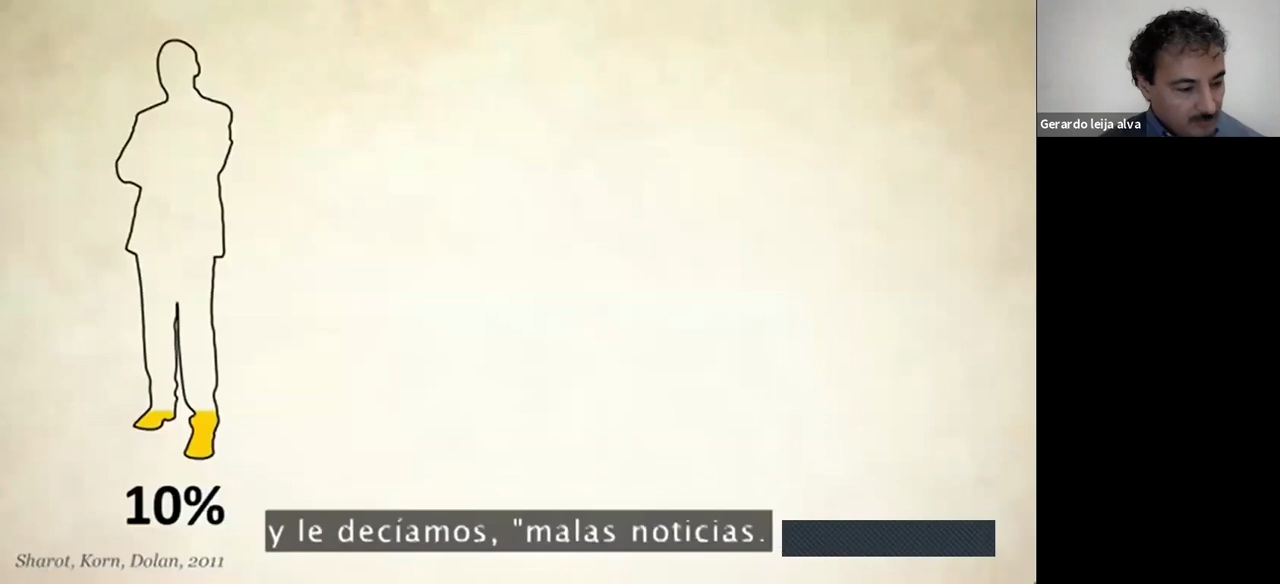 Gerardo leija alva
10%
y le decíamos, "malas noticias.
Sharot, Korn, Dolan, 2011